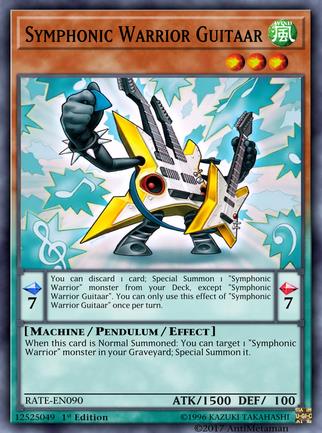 SYMPHONIC WARRIOR GUITAAR
WIND
風
You can discard 1 card; Special Summon 1 "Symphonic
Warrior" monster from your Deck, except "Symphonic
Warrior Guitaar". You can only use this effect of "Symphonic
Warrior Guitaar" once per turn.
7
7
[MACHINE / PENDULUM / EFFECT]
When this card is Normal Summoned: You can target 1 "Symphonic
Warrior" monster in your Graveyard; Special Summon it.
RATE-EN090
ATK/1500 DEF/ 100
12525049 1st Edition
©1996 KAZUKI TAKAHASHI
©2017 AntiMetaman